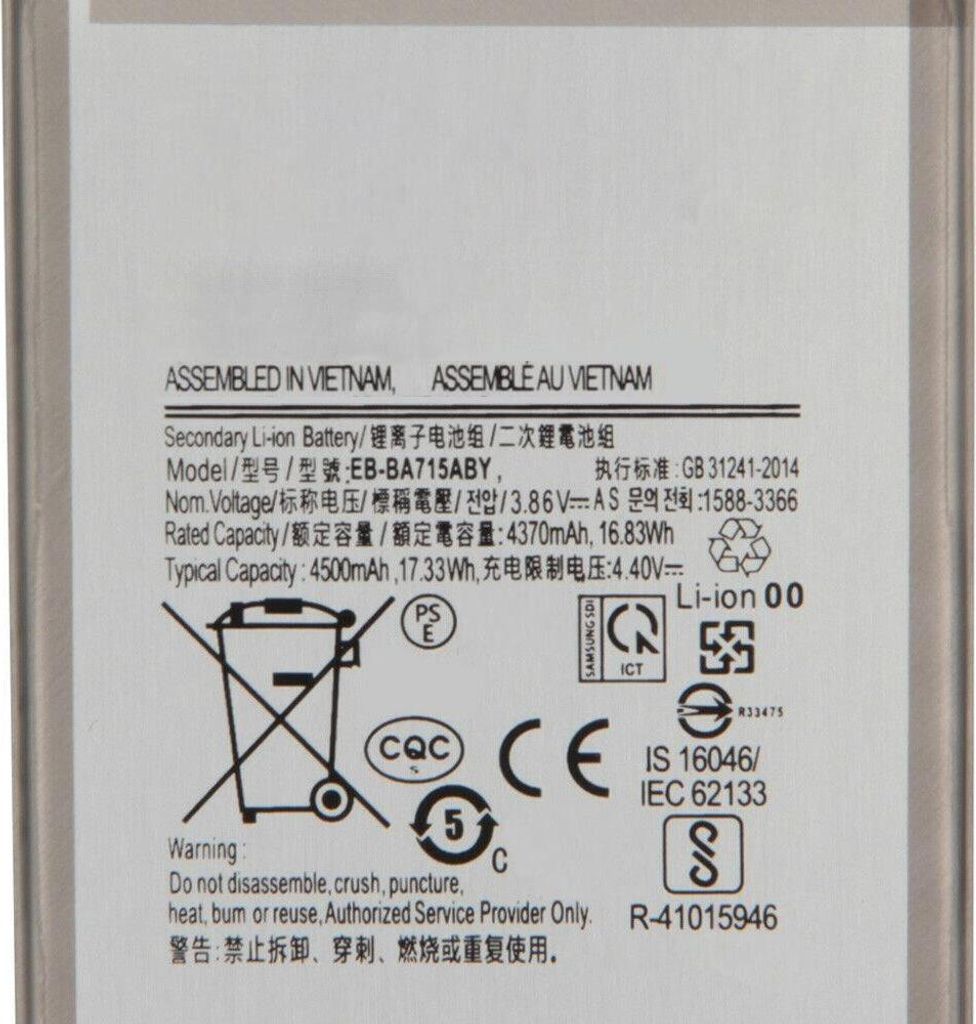 ASSEMBLED IN VIETNAM, ASSEMBLÉ AU VIETNAM
Secondary Li-ion Battery/锂离子电池组/二次鋰電池組
Model/型号/型號:EB-BA715ABY, 执行标准:GB 31241-2014
Nom.Voltage/标称电压/標稱電壓/전압/3.86V⎓ A S 문의 전화:1588-3366
Rated Capacity/额定容量/額定電容量:4370mAh, 16.83Wh
Typical Capacity:4500mAh,17.33Wh,充电限制电压:4.40V⎓
Li-ion 00
PS
E
SAMSUNG SDI
ICT
R33475
CQC
S
CE
IS 16046/
IEC 62133
5
C
Warning:
Do not disassemble, crush, puncture,
heat, burn or reuse, Authorized Service Provider Only.
R-41015946
警告:禁止拆卸、穿刺、燃烧或重复使用。